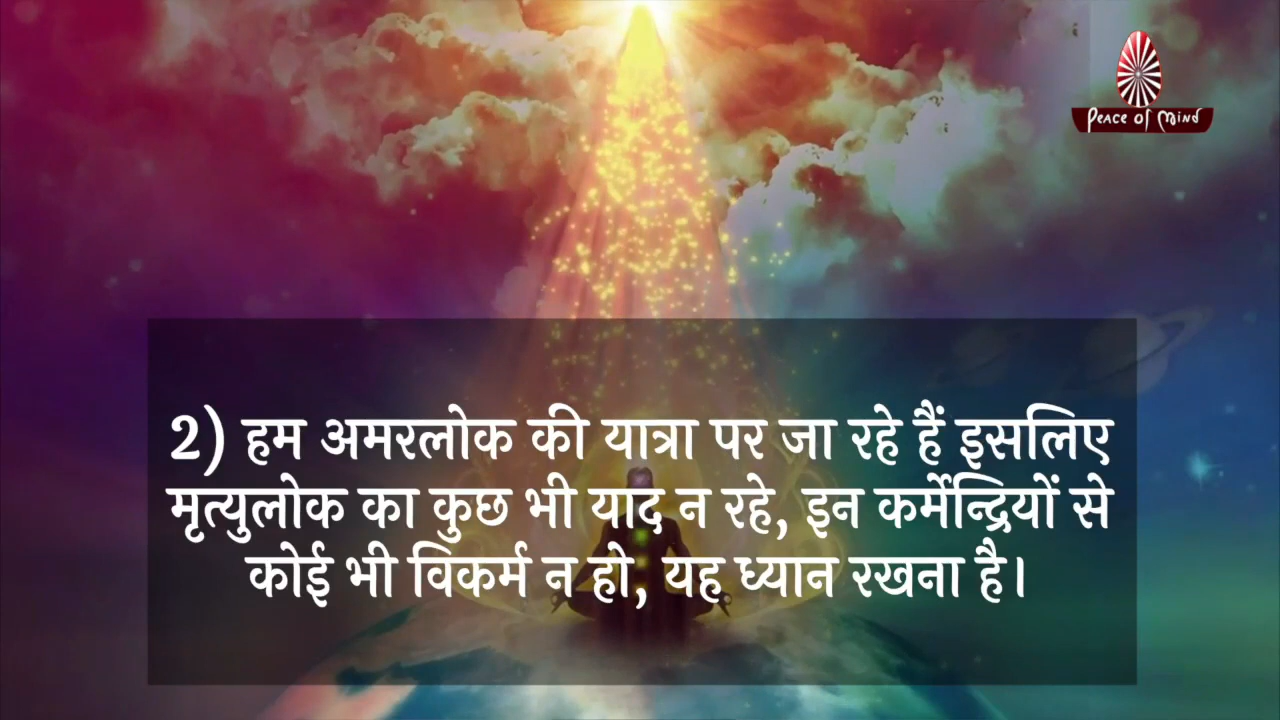 Peace of Mind
2) हम अमरलोक की यात्रा पर जा रहे हैं इसलिए
मृत्युलोक का कुछ भी याद न रहे, इन कर्मेन्द्रियों से
कोई भी विकर्म न हो, यह ध्यान रखना है।